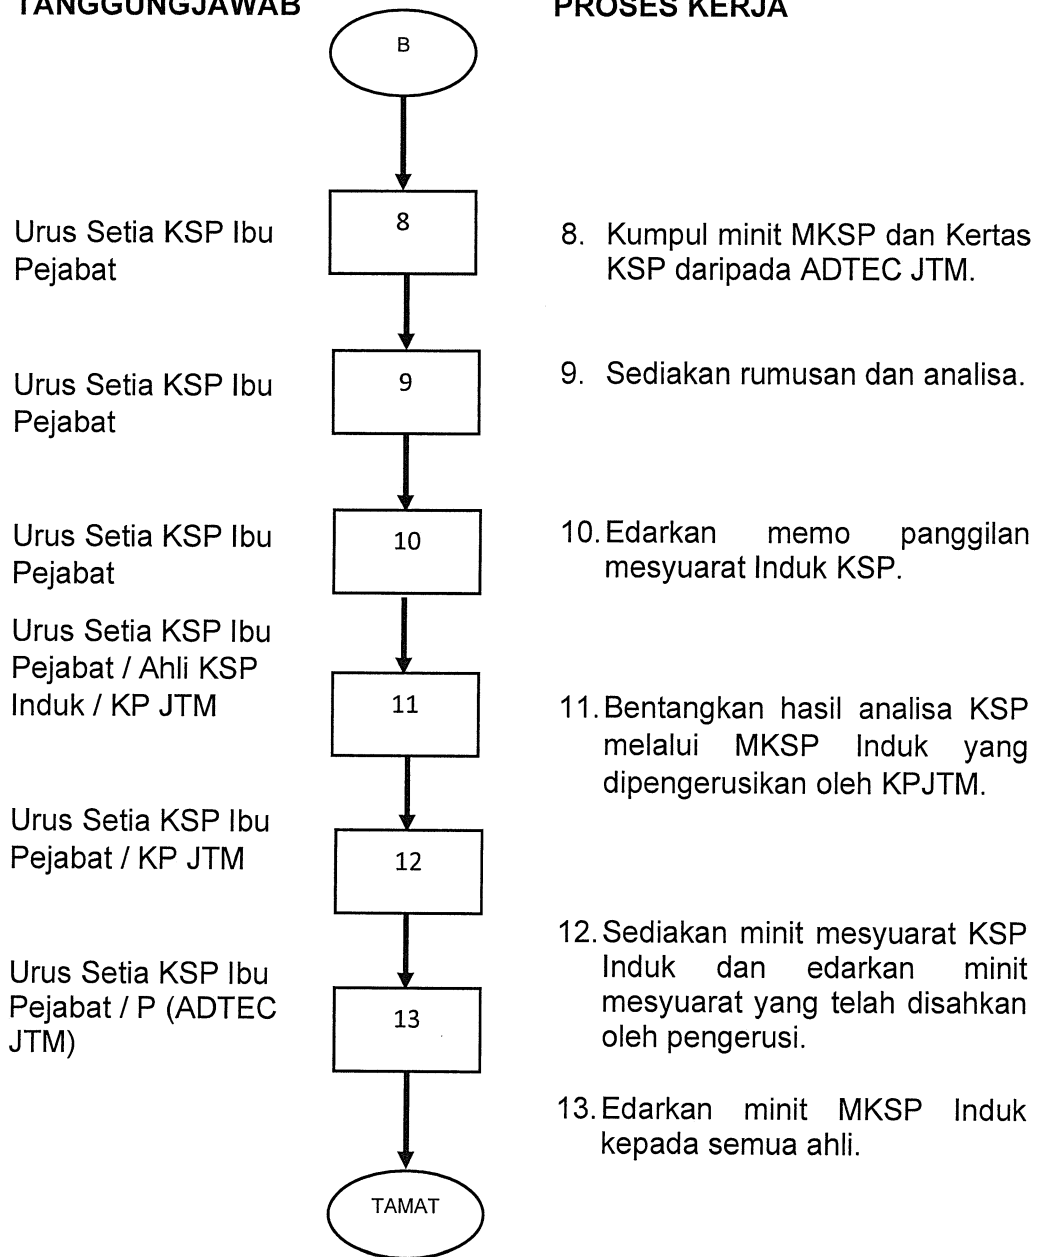 TANGGUNGJAWAB
PROSES KERJA
B
Urus Setia KSP Ibu
Pejabat
8
8. Kumpul minit MKSP dan Kertas
KSP daripada ADTEC JTM.
Urus Setia KSP Ibu
Pejabat
9
9. Sediakan rumusan dan analisa.
Urus Setia KSP Ibu
Pejabat
10
10. Edarkan memo panggilan
mesyuarat Induk KSP.
Urus Setia KSP Ibu
Pejabat / Ahli KSP
Induk / KP JTM
11
11. Bentangkan hasil analisa KSP
melalui MKSP Induk yang
dipengerusikan oleh KPJTM.
Urus Setia KSP Ibu
Pejabat / KP JTM
12
12. Sediakan minit mesyuarat KSP
Induk dan edarkan minit
mesyuarat yang telah disahkan
oleh pengerusi.
Urus Setia KSP Ibu
Pejabat / P (ADTEC
JTM)
13
13. Edarkan minit MKSP Induk
kepada semua ahli.
TAMAT